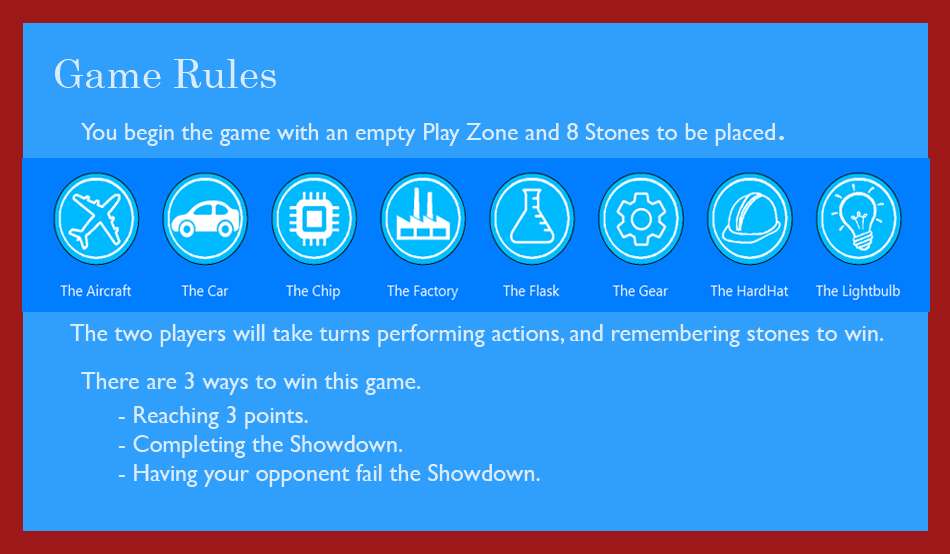 Game Rules
You begin the game with an empty Play Zone and 8 Stones to be placed.
The Aircraft The Car The Chip The Factory The Flask The Gear The HardHat The Lightbulb
The two players will take turns performing actions, and remembering stones to win.
There are 3 ways to win this game.
- Reaching 3 points.
- Completing the Showdown.
- Having your opponent fail the Showdown.